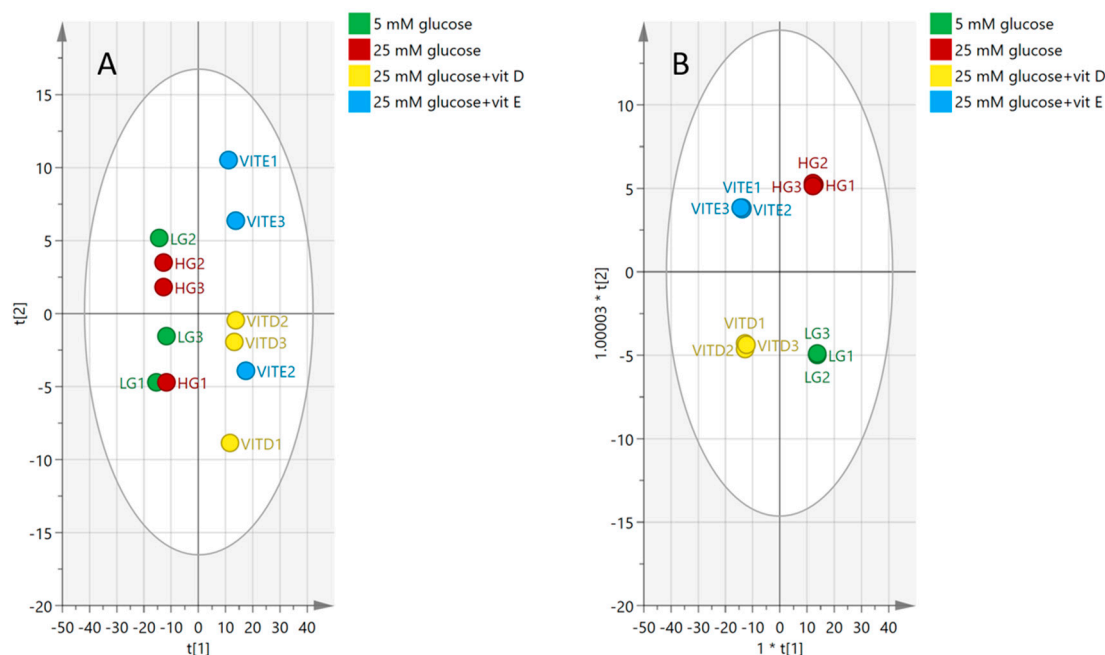 A
5 mM glucose
25 mM glucose
25 mM glucose+vit D
25 mM glucose+vit E
15
10
5
0
-5
-10
-15
-20
t[2]
VITE1
VITE3
LG2
HG2
HG3
VITD2
LG3
VITD3
VITE2
LG1
HG1
VITD1
-50 -40 -30 -20 -10 0 10 20 30 40
t[1]
B
5 mM glucose
25 mM glucose
25 mM glucose+vit D
25 mM glucose+vit E
10
5
0
-5
-10
-15
-20
1.00003 * t[2]
HG2
VITE1
HG3
HG1
VITE3
VITE2
VITD1
LG3
VITD2
VITD3
LG1
LG2
-50 -40 -30 -20 -10 0 10 20 30 40
1 * t[1]